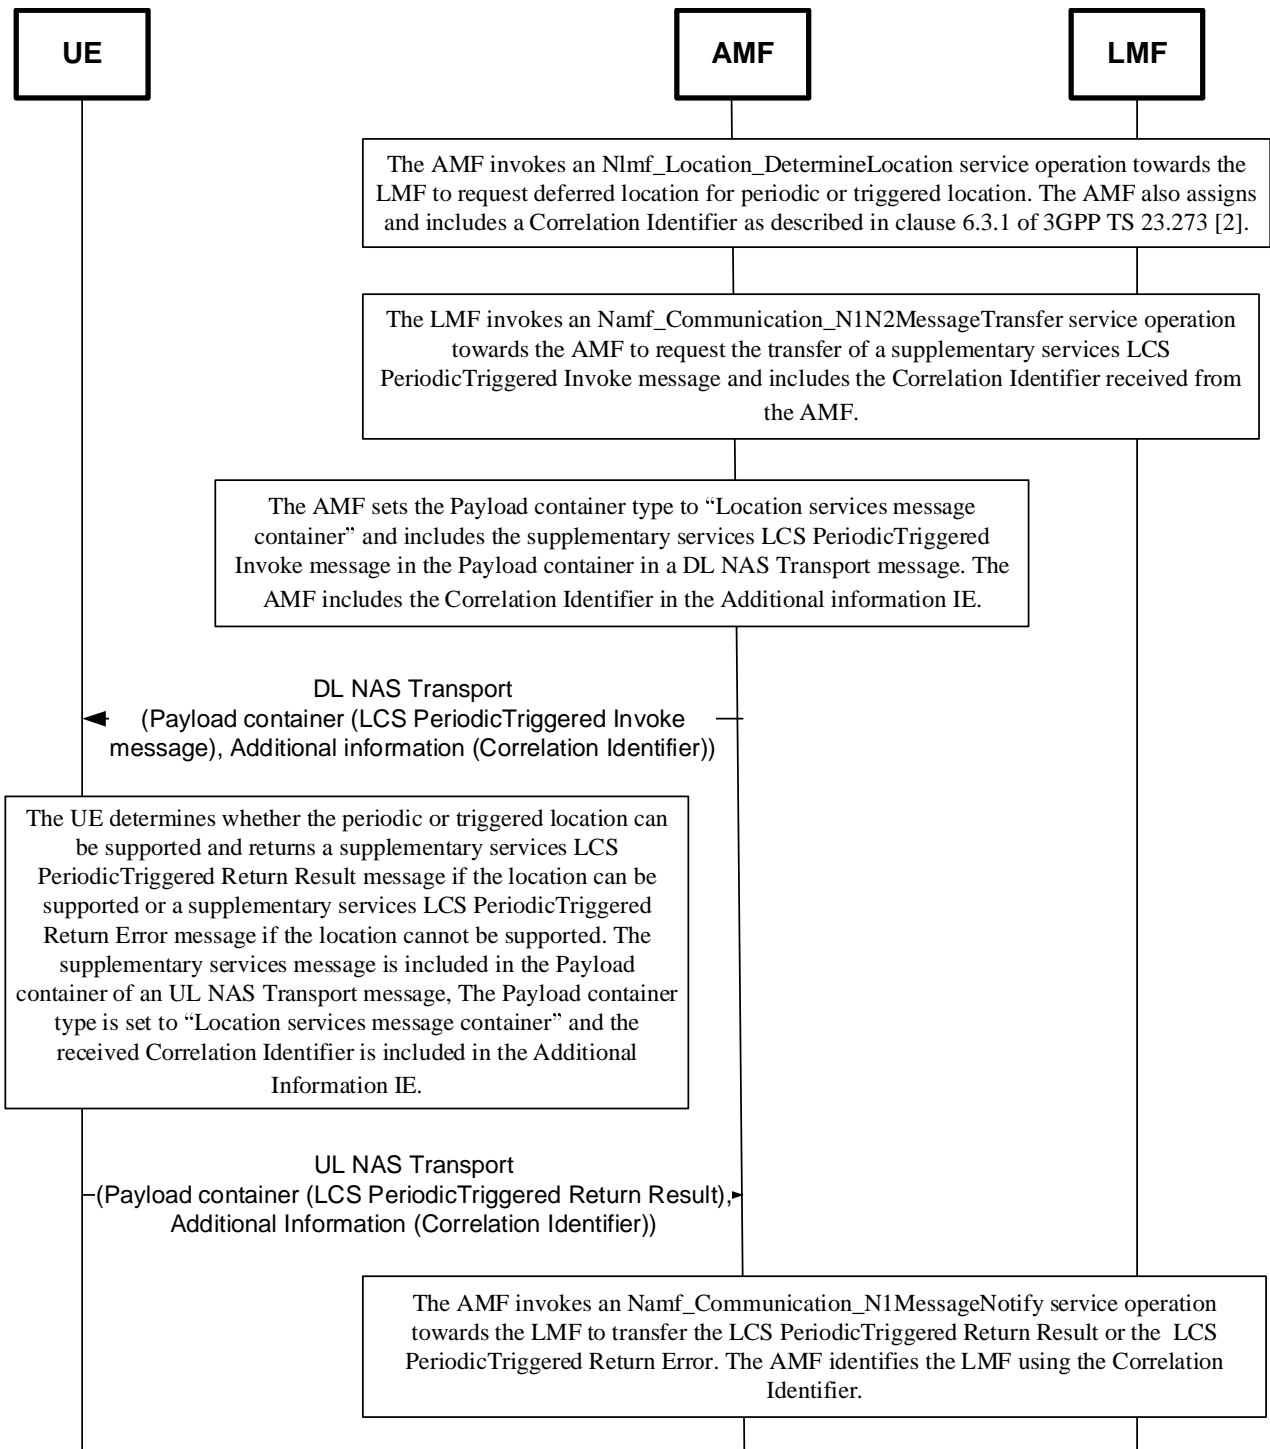 UE
AMF
LMF
The AMF invokes an Nlmf_Location_DetermineLocation service operation towards the
LMF to request deferred location for periodic or triggered location. The AMF also assigns
and includes a Correlation Identifier as described in clause 6.3.1 of 3GPP TS 23.273 [2].
The LMF invokes an Namf_Communication_N1N2MessageTransfer service operation
towards the AMF to request the transfer of a supplementary services LCS
PeriodicTriggered Invoke message and includes the Correlation Identifier received from
the AMF.
The AMF sets the Payload container type to “Location services message
container” and includes the supplementary services LCS PeriodicTriggered
Invoke message in the Payload container in a DL NAS Transport message. The
AMF includes the Correlation Identifier in the Additional information IE.
DL NAS Transport
(Payload container (LCS PeriodicTriggered Invoke
message), Additional information (Correlation Identifier))
The UE determines whether the periodic or triggered location can
be supported and returns a supplementary services LCS
PeriodicTriggered Return Result message if the location can be
supported or a supplementary services LCS PeriodicTriggered
Return Error message if the location cannot be supported. The
supplementary services message is included in the Payload
container of an UL NAS Transport message, The Payload container
type is set to “Location services message container” and the
received Correlation Identifier is included in the Additional
Information IE.
UL NAS Transport
(Payload container (LCS PeriodicTriggered Return Result),
Additional Information (Correlation Identifier))
The AMF invokes an Namf_Communication_N1MessageNotify service operation
towards the LMF to transfer the LCS PeriodicTriggered Return Result or the  LCS
PeriodicTriggered Return Error. The AMF identifies the LMF using the Correlation
Identifier.